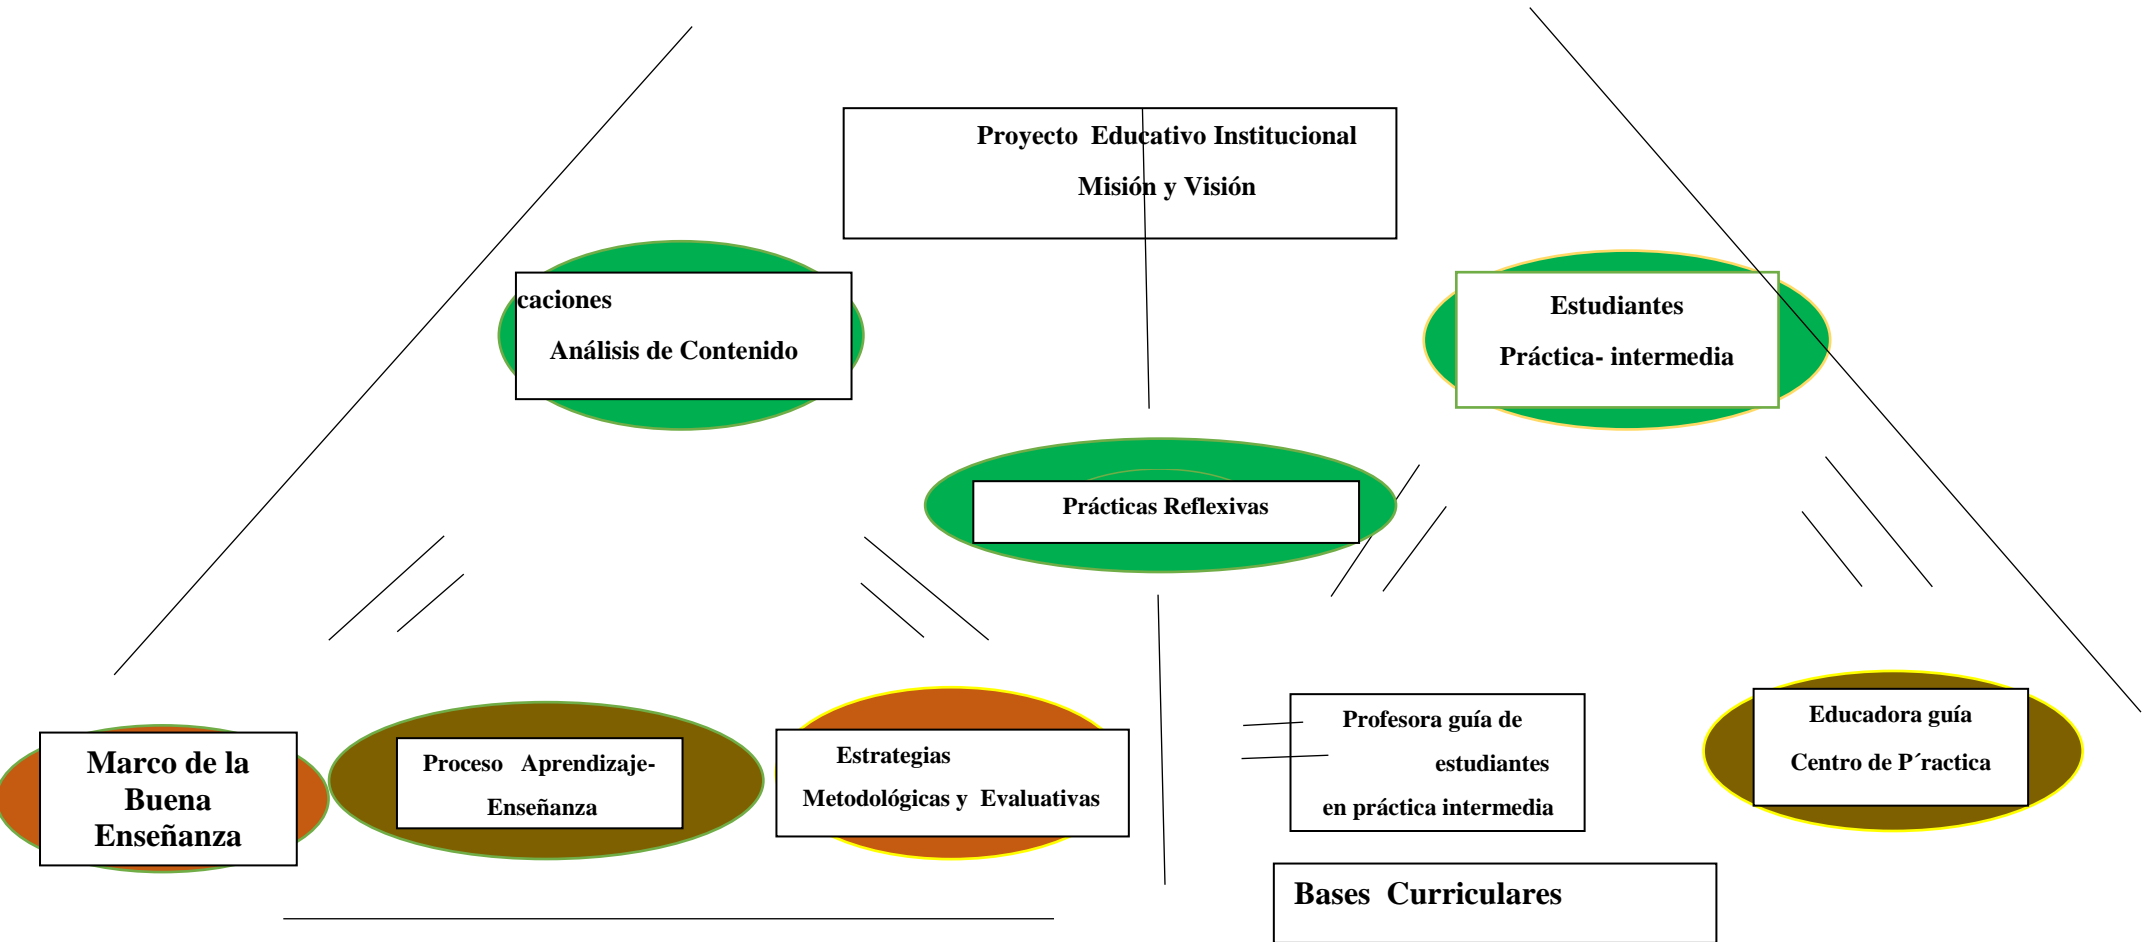 Proyecto Educativo Institucional
Misión y Visión
caciones
Análisis de Contenido
Estudiantes
Práctica- intermedia
Prácticas Reflexivas
Marco de la
Buena
Enseñanza
Proceso Aprendizaje-
Enseñanza
Estrategias
Metodológicas y Evaluativas
Profesora guía de
estudiantes
en práctica intermedia
Educadora guía
Centro de P´ractica
Bases Curriculares